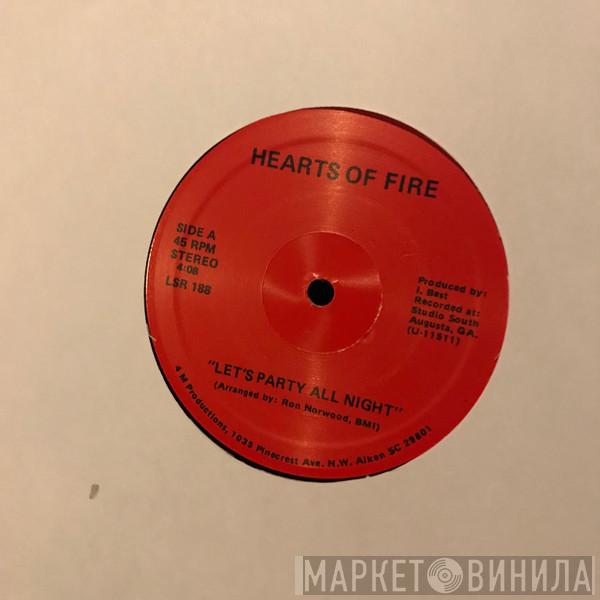 HEARTS OF FIRE
SIDE A
45 RPM
STEREO
4:08
LSR 188
Produced by:
I. Best
Recorded at:
Studio South
Augusta, GA.
(U-11511)
"LET'S PARTY ALL NIGHT"
(Arranged by: Ron Norwood, BMI)
4 M Productions, 1035 Pinecrest Ave. N.W. Aiken SC 29801
МАРКЕТ ВИНИЛА